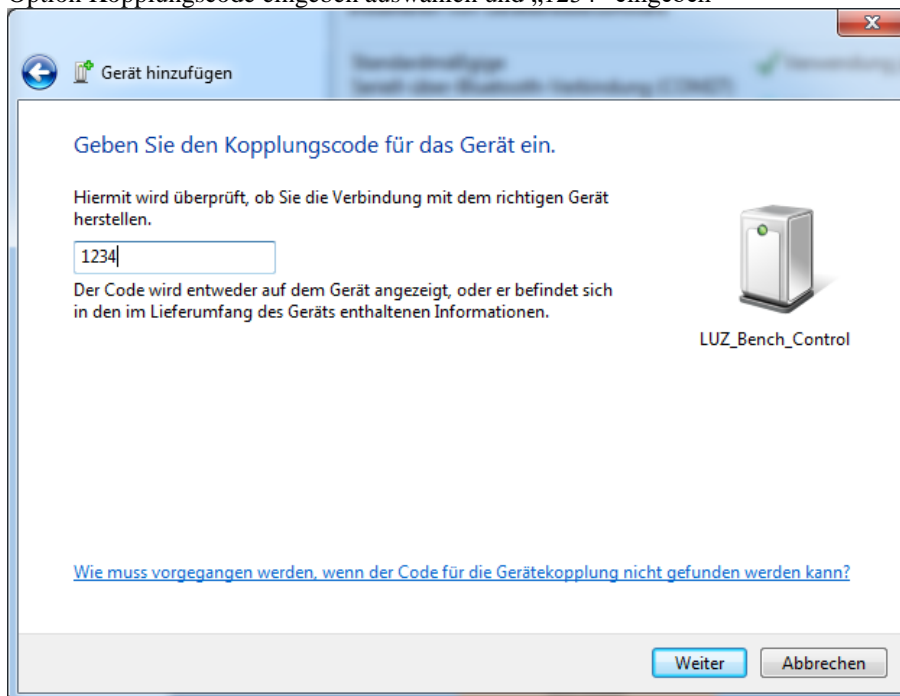 Option Kopplungscode eingeben auswählen und „1234“ eingeben
Gerät hinzufügen
Geben Sie den Kopplungscode für das Gerät ein.
Hiermit wird überprüft, ob Sie die Verbindung mit dem richtigen Gerät
herstellen.
1234
Der Code wird entweder auf dem Gerät angezeigt, oder er befindet sich
in den im Lieferumfang des Geräts enthaltenen Informationen.
LUZ_Bench_Control
Wie muss vorgegangen werden, wenn der Code für die Gerätekopplung nicht gefunden werden kann?
Weiter
Abbrechen